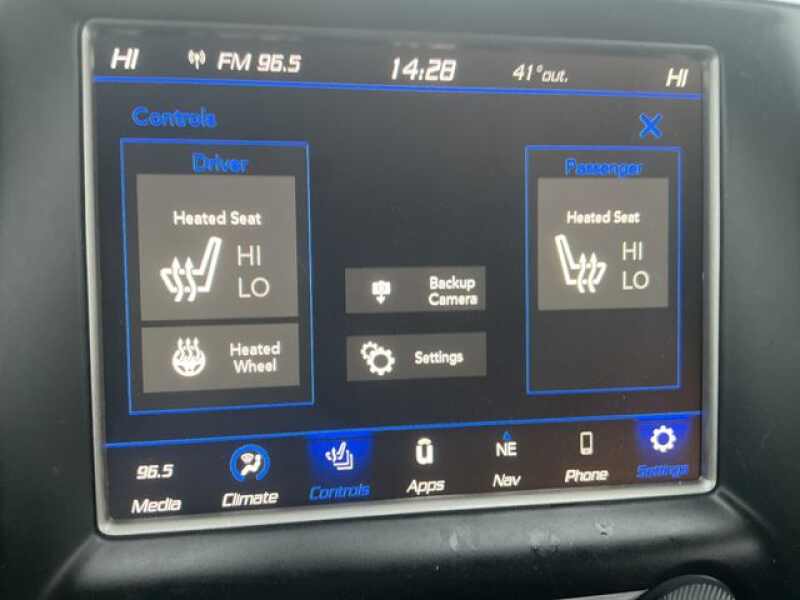 HI FM 96.5 14:28 41°out. HI
Controls
Driver
Heated Seat
HI
LO
Heated
Wheel
Backup
Camera
Settings
Passenger
Heated Seat
HI
LO
96.5
Media
Climate
Controls
Apps
NE
Nav
Phone
Settings